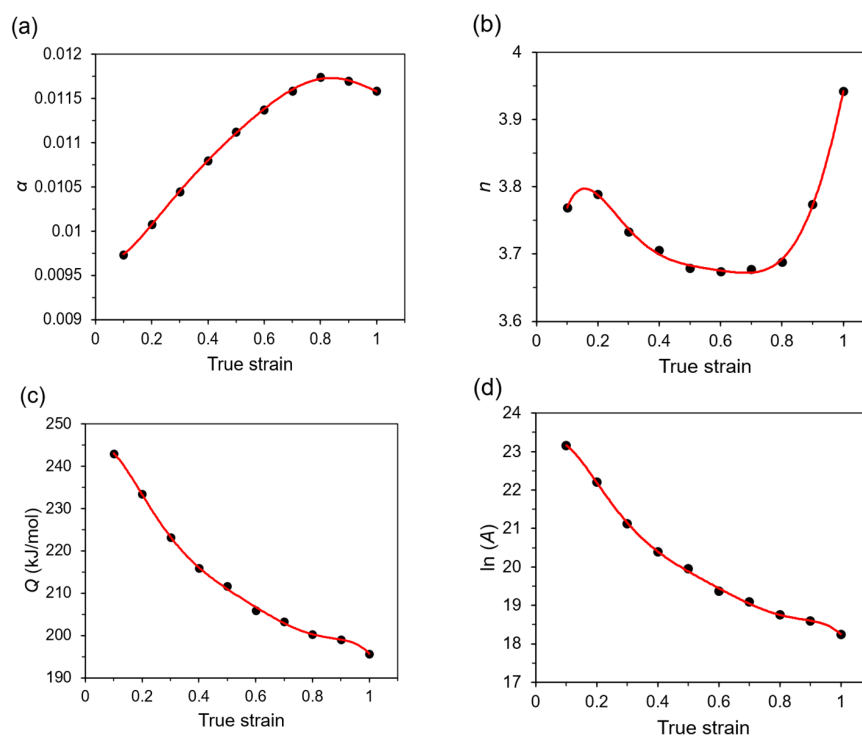 (a)
0.012
0.0115
0.011
0.0105
0.01
0.0095
0.009
α
0 0.2 0.4 0.6 0.8 1
True strain
(b)
4
3.9
3.8
3.7
3.6
n
0 0.2 0.4 0.6 0.8 1
True strain
(c)
250
240
230
220
210
200
190
Q (kJ/mol)
0 0.2 0.4 0.6 0.8 1
True strain
(d)
24
23
22
21
20
19
18
17
ln (A)
0 0.2 0.4 0.6 0.8 1
True strain